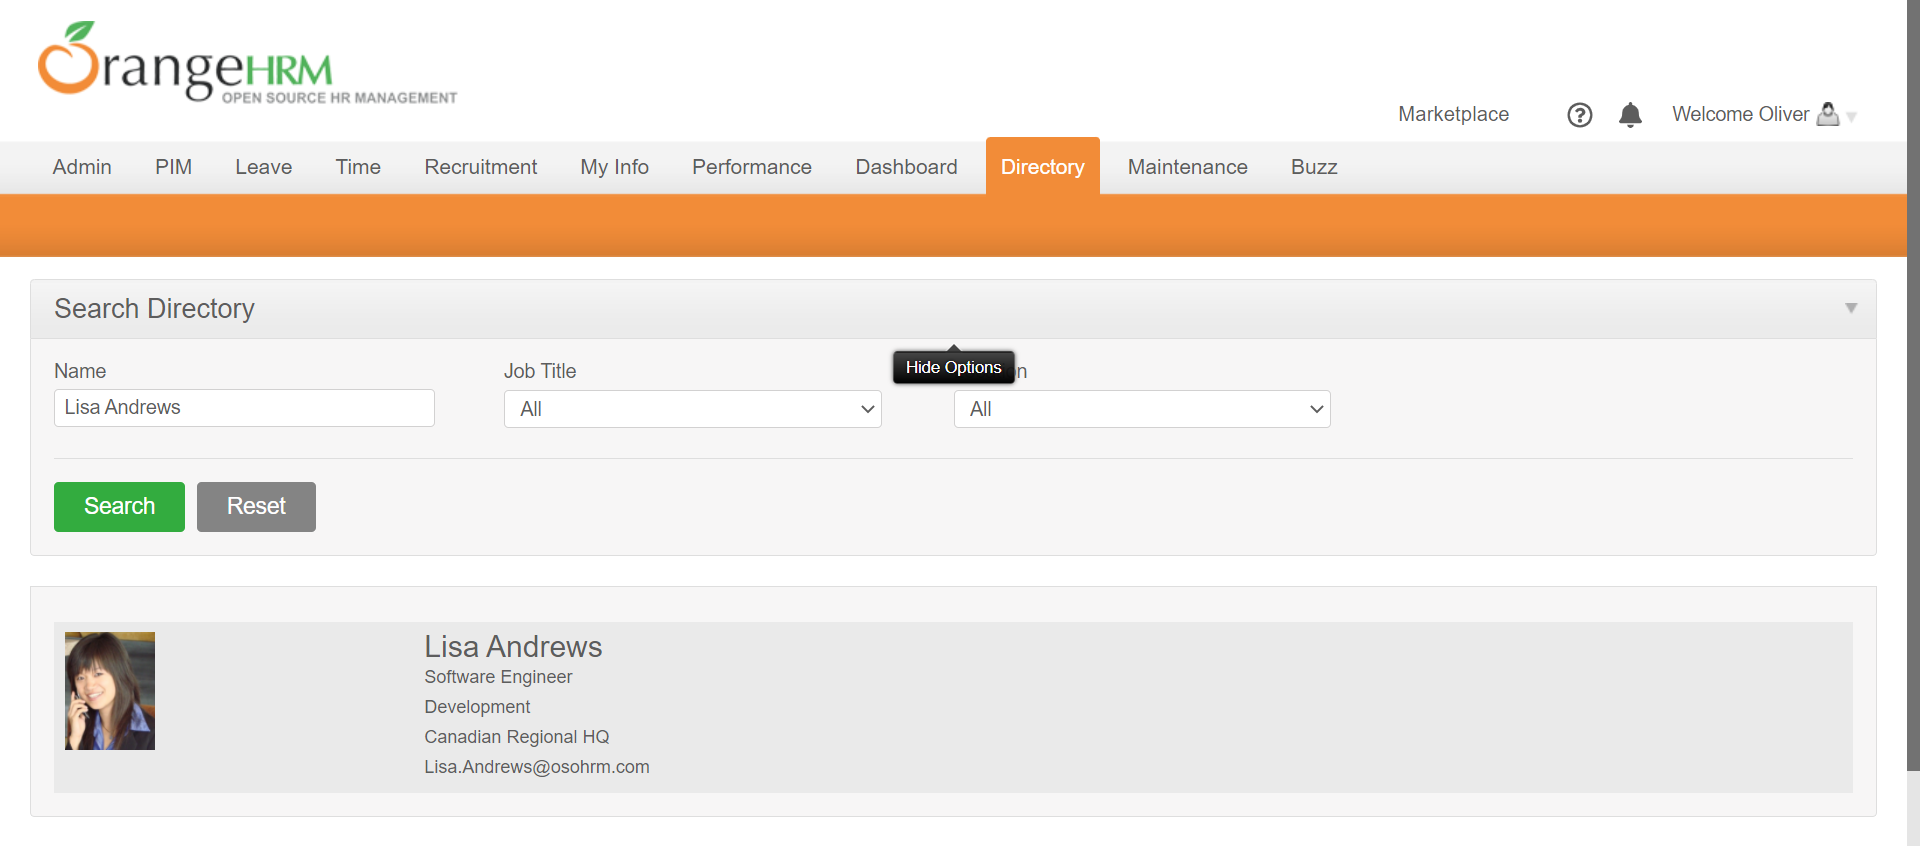 OrangeHRM
OPEN SOURCE HR MANAGEMENT
Marketplace
Welcome Oliver
Admin PIM Leave Time Recruitment My Info Performance Dashboard Directory Maintenance Buzz
Search Directory
Hide Options
Name Job Title
Lisa Andrews All All
Search Reset
Lisa Andrews
Software Engineer
Development
Canadian Regional HQ
Lisa.Andrews@osohrm.com